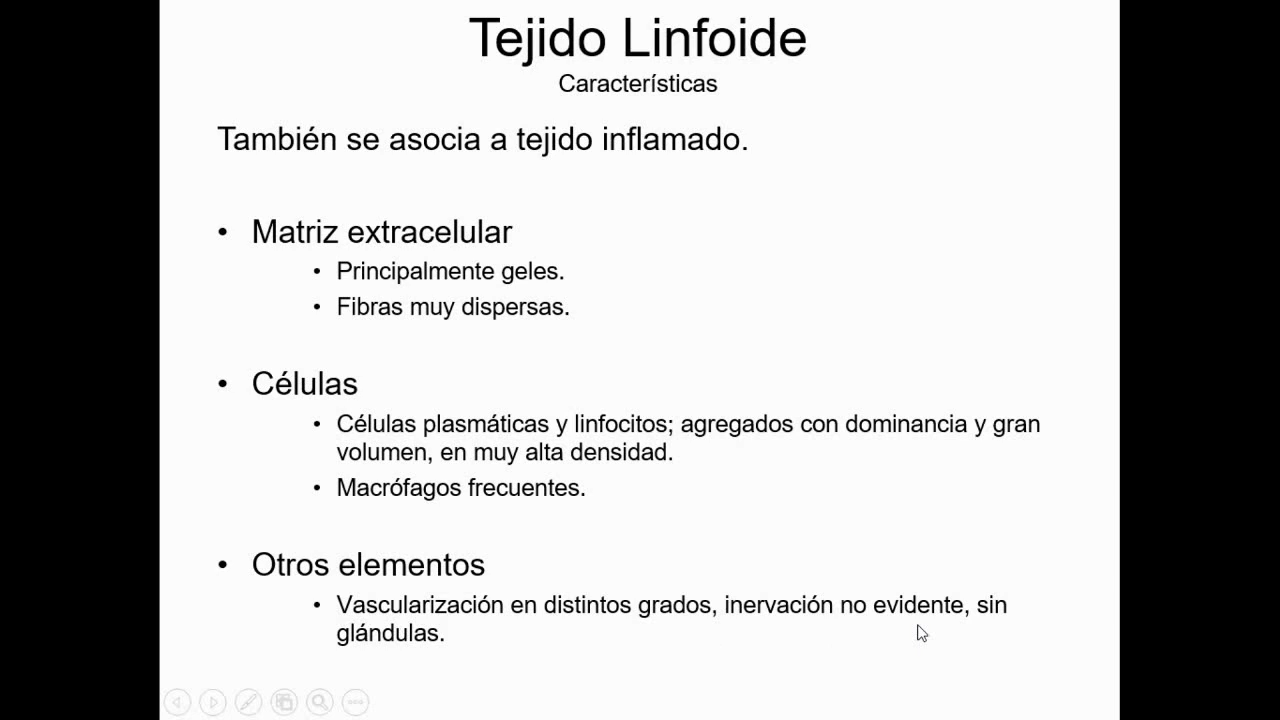 Tejido Linfoide
Características
También se asocia a tejido inflamado.
• Matriz extracelular
• Principalmente geles.
• Fibras muy dispersas.
• Células
• Células plasmáticas y linfocitos; agregados con dominancia y gran
volumen, en muy alta densidad.
• Macrófagos frecuentes.
• Otros elementos
• Vascularización en distintos grados, inervación no evidente, sin
glándulas.